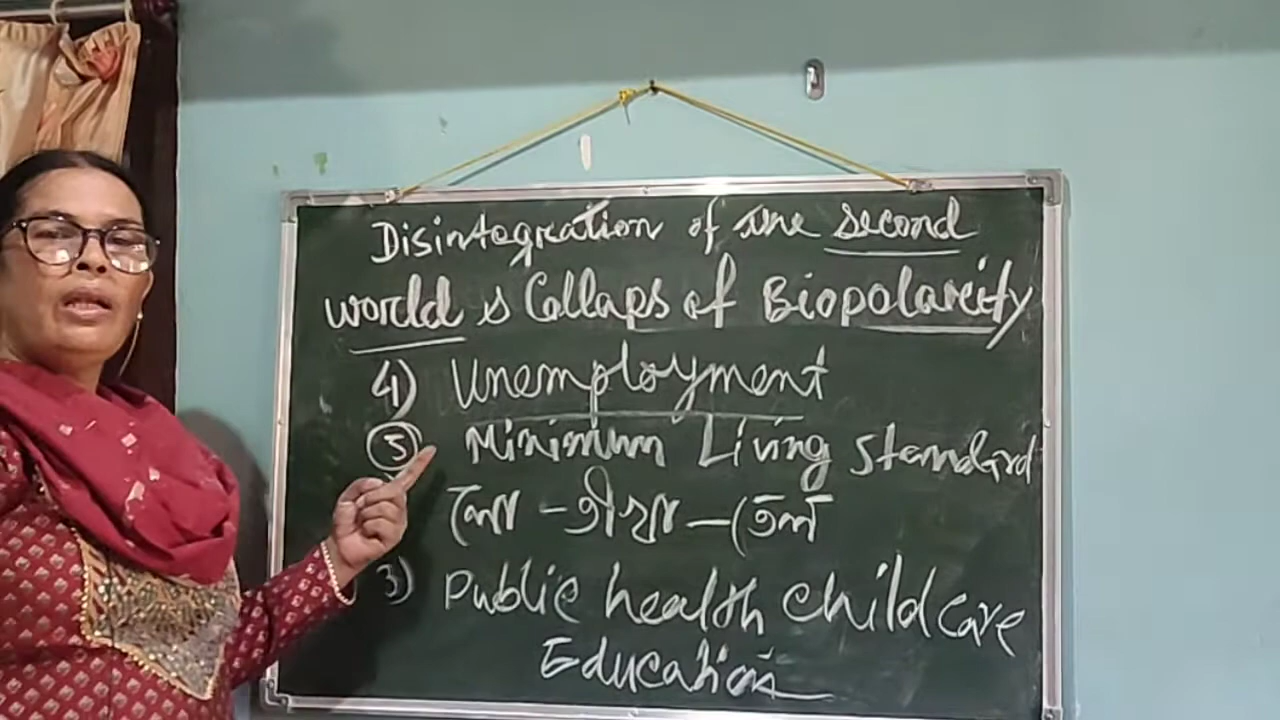 Disintegration of the second
world & Collaps of Biopolarity
4) Unemployment
5 Minimum Living standard
3) Public health child care
Education